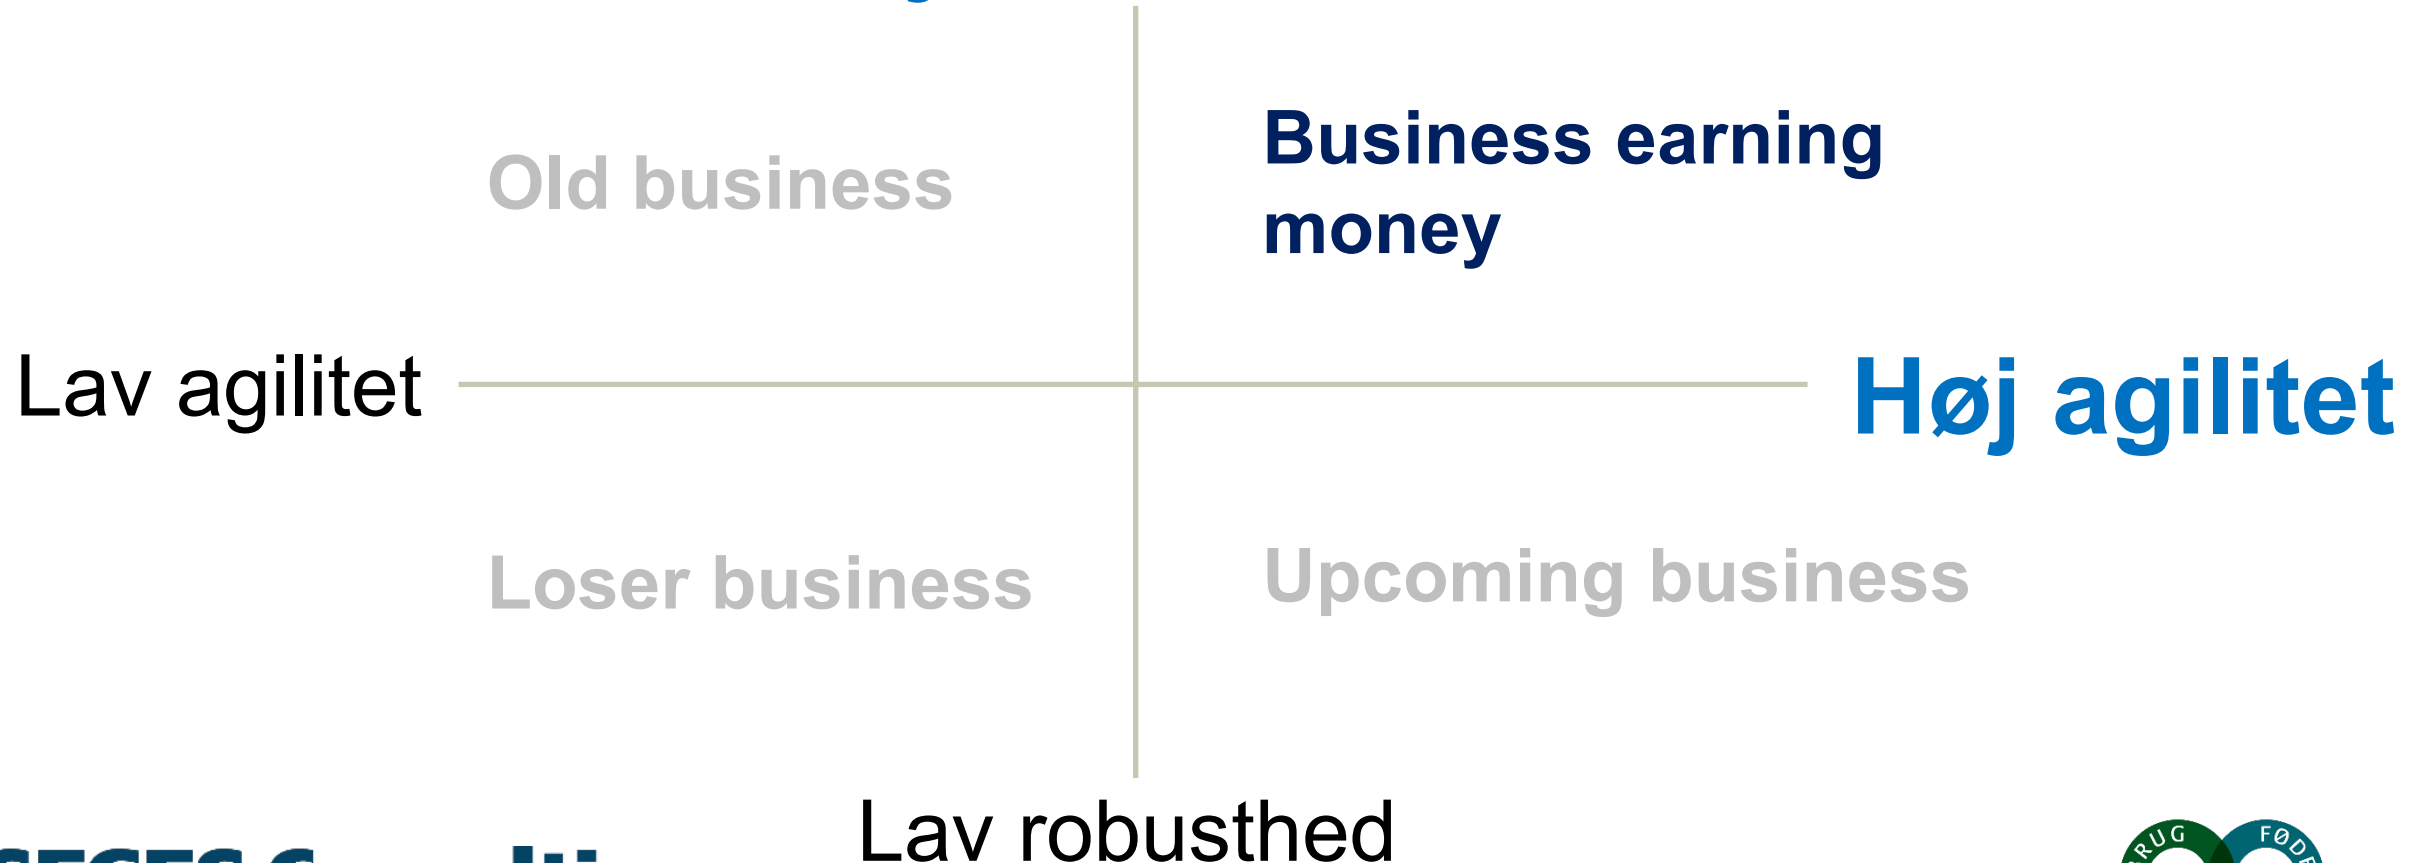 Old business
Business earning
money
Lav agilitet
Høj agilitet
Loser business
Upcoming business
Lav robusthed